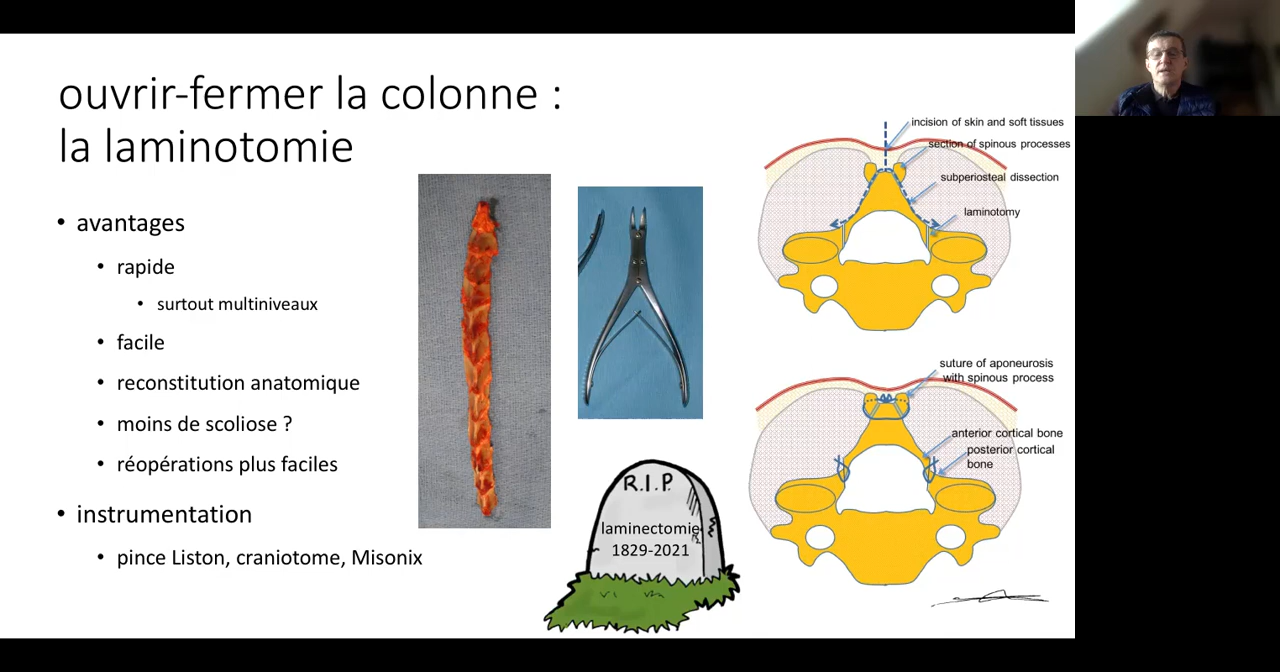 ouvrir-fermer la colonne :
la laminotomie
• avantages
• rapide
• surtout multiniveaux
• facile
• reconstitution anatomique
• moins de scoliose ?
• réopérations plus faciles
• instrumentation
• pince Liston, craniotome, Misonix
R.I.P.
laminectomie
1829-2021
incision of skin and soft tissues
section of spinous processes
subperiosteal dissection
laminotomy
suture of aponeurosis
with spinous process
anterior cortical bone
posterior cortical
bone